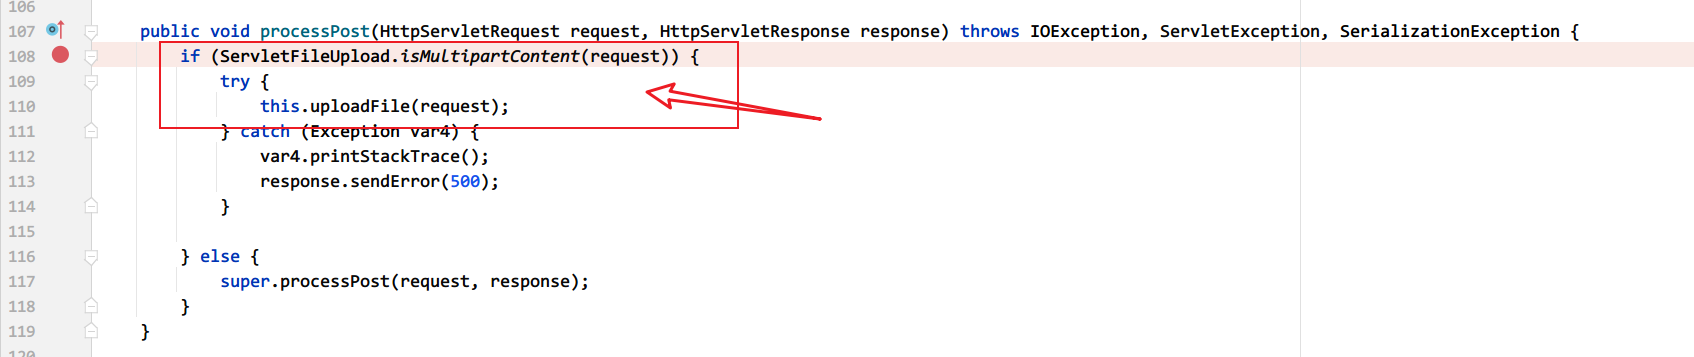 106
107 public void processPost(HttpServletRequest request, HttpServletResponse response) throws IOException, ServletException, SerializationException {
108 if (ServletFileUpload.isMultipartContent(request)) {
109 try {
110 this.uploadFile(request);
111 } catch (Exception var4) {
112 var4.printStackTrace();
113 response.sendError(500);
114 }
115
116 } else {
117 super.processPost(request, response);
118 }
119 }
120